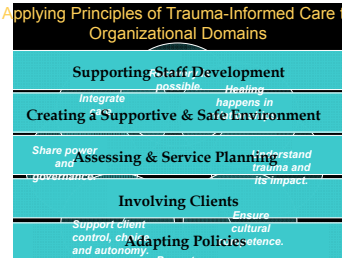 Applying Principles of Trauma-Informed Care t
Organizational Domains
Supporting Staff Development
possible.
Healing
happens in
Integrate
Creating a Supportive & Safe Environment
Share power
and
governance.
Assessing & Service Planning
Understand
trauma and
its impact.
Involving Clients
Ensure
cultural
competence.
Support client
control, choice
and autonomy.
Adapting Policies